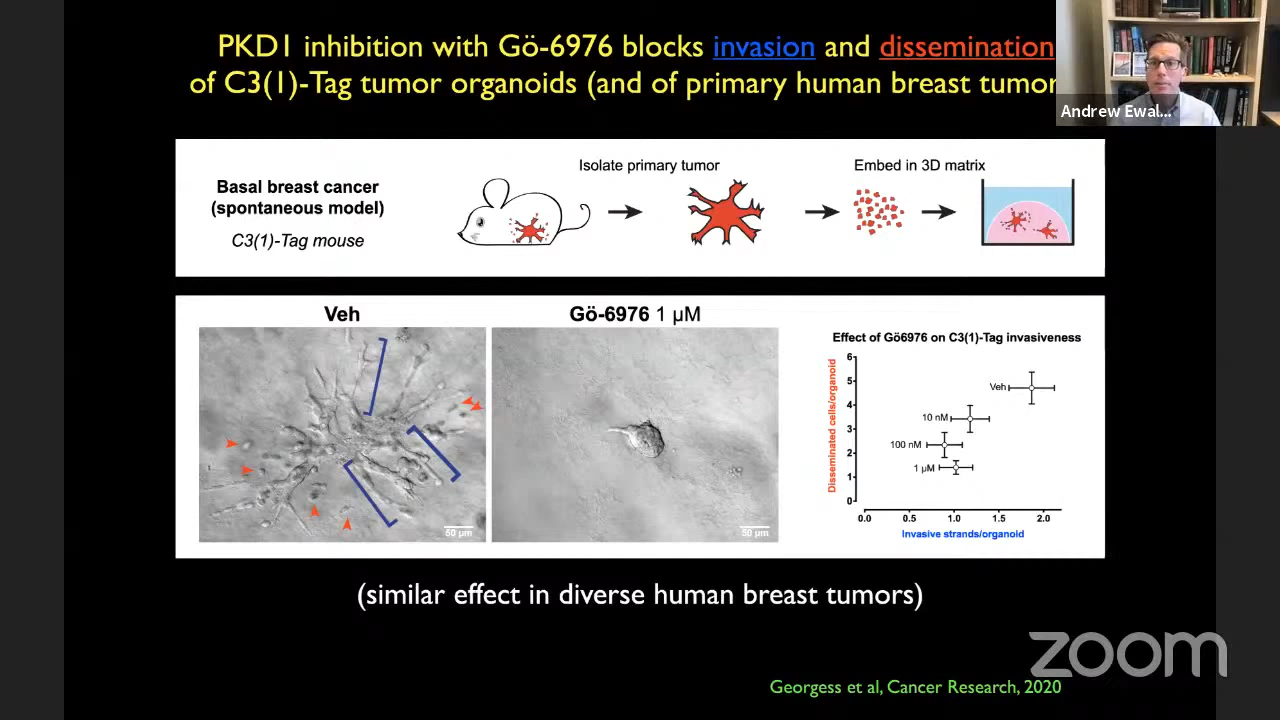 PKD1 inhibition with Gö-6976 blocks invasion and dissemination
of C3(1)-Tag tumor organoids (and of primary human breast tumor
Andrew Ewal...
Isolate primary tumor
Embed in 3D matrix
Basal breast cancer
(spontaneous model)
C3(1)-Tag mouse
Veh
Gö-6976 1 µM
50 µm
50 µm
Effect of Gö6976 on C3(1)-Tag invasiveness
Disseminated cells/organoid
6
5
4
3
2
1
0
Veh
10 nM
100 nM
1 µM
0.0 0.5 1.0 1.5 2.0
Invasive strands/organoid
(similar effect in diverse human breast tumors)
zoom
Georgess et al, Cancer Research, 2020